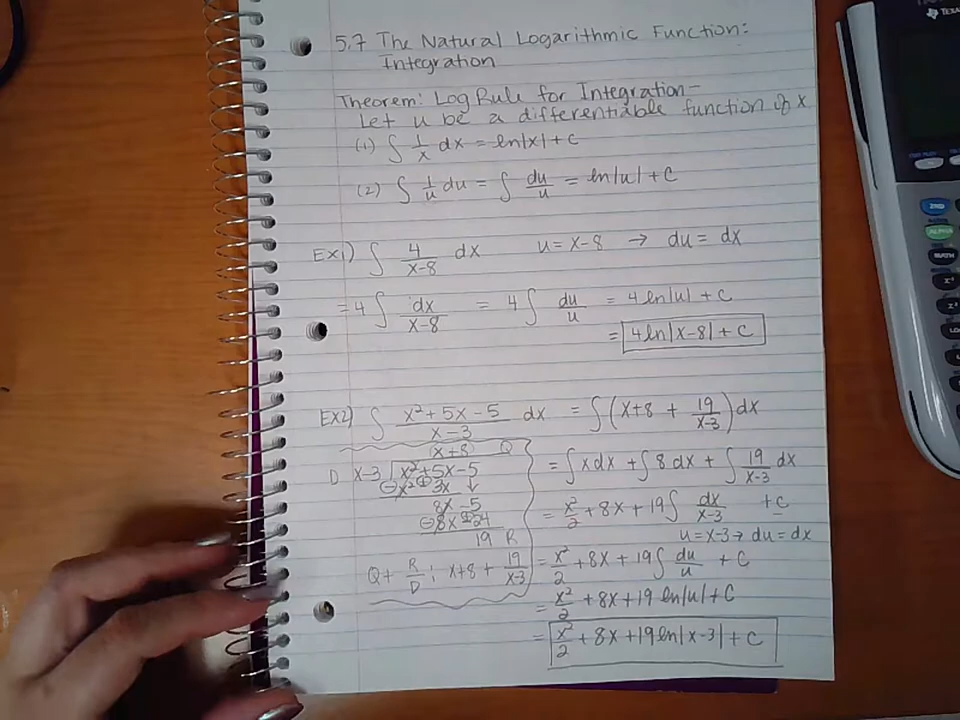 5.7 The Natural Logarithmic Function:
Integration
Theorem: Log Rule for Integration—
Let u be a differentiable function of x
(1) ∫ 1/x dx = ln|x| + C
(2) ∫ 1/u du = ∫ du/u = ln|u| + C
EX1) ∫ 4/(x-8) dx u = x-8 → du = dx
= 4 ∫ dx/(x-8) = 4 ∫ du/u = 4 ln|u| + C
= 4 ln|x-8| + C
EX2) ∫ (x² + 5x - 5)/(x - 3) dx = ∫ (x+8 + 19/(x-3)) dx
x+8 Q
D x-3 x² + 5x - 5
x² 3x ↓
8x - 5
8x 24
19 R
Q + R/D : x+8 + 19/(x-3)
= ∫ x dx + ∫ 8 dx + ∫ 19/(x-3) dx
= x²/2 + 8x + 19 ∫ dx/(x-3) + C
u = x-3 → du = dx
= x²/2 + 8x + 19 ∫ du/u + C
= x²/2 + 8x + 19 ln|u| + C
= x²/2 + 8x + 19 ln|x-3| + C
TEXAS
2ND
ALPHA
MATH